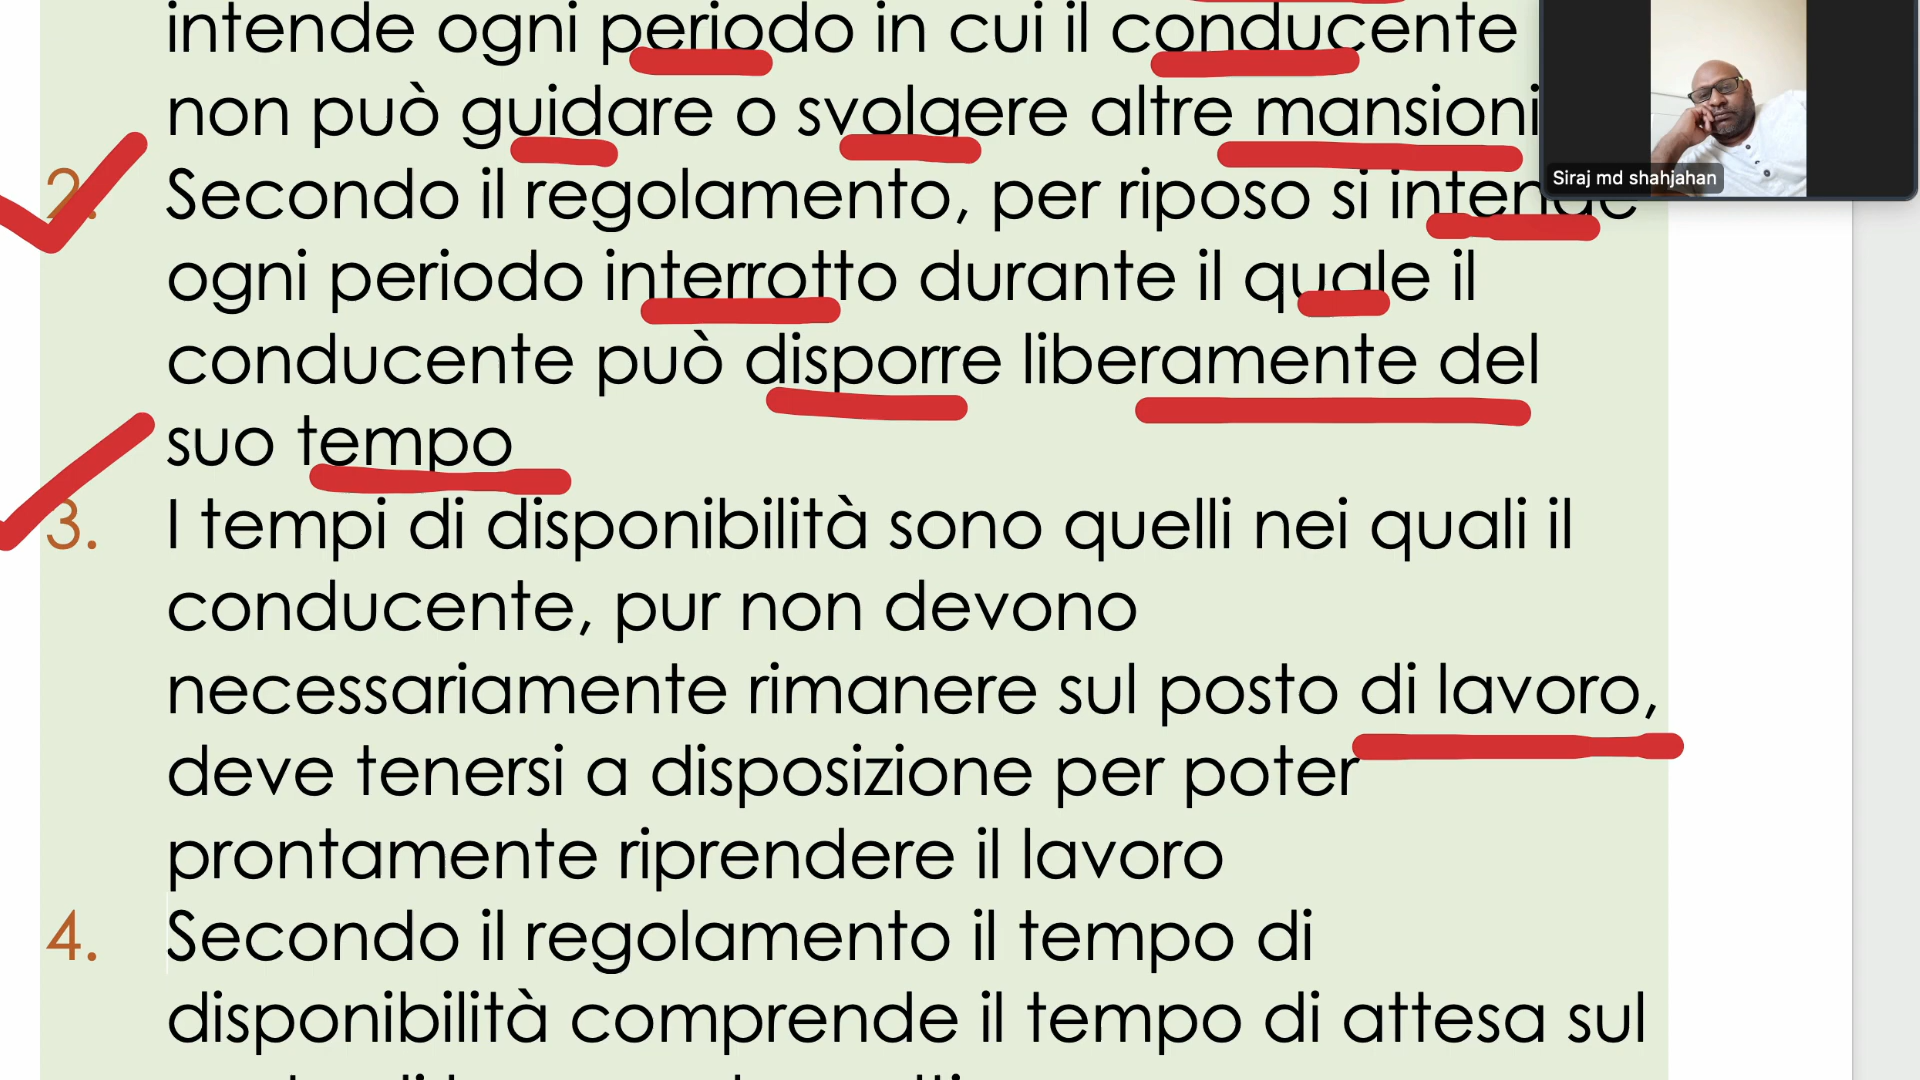 intende ogni periodo in cui il conducente
non può guidare o svolgere altre mansioni
2. Secondo il regolamento, per riposo si intende
ogni periodo interrotto durante il quale il
conducente può disporre liberamente del
suo tempo
3. I tempi di disponibilità sono quelli nei quali il
conducente, pur non devono
necessariamente rimanere sul posto di lavoro,
deve tenersi a disposizione per poter
prontamente riprendere il lavoro
4. Secondo il regolamento il tempo di
disponibilità comprende il tempo di attesa sul
Siraj md shahjahan